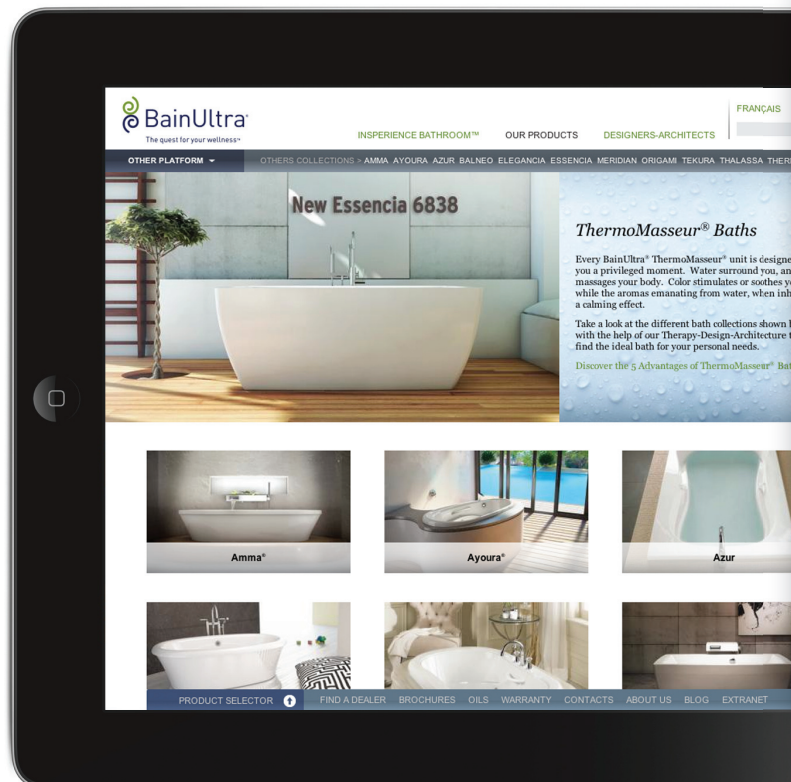 BainUltra®
The quest for your wellness™
FRANÇAIS
INSPERIENCE BATHROOM™ OUR PRODUCTS DESIGNERS-ARCHITECTS
OTHER PLATFORM OTHERS COLLECTIONS > AMMA AYOURA AZUR BALNEO ELEGANCIA ESSENCIA MERIDIAN ORIGAMI TEKURA THALASSA
New Essencia 6838
ThermoMasseur® Baths
Every BainUltra® ThermoMasseur® unit is designe
you a privileged moment. Water surround you, an
massages your body. Color stimulates or soothes
while the aromas emanating from water, when inh
a calming effect.
Take a look at the different bath collections shown
with the help of our Therapy-Design-Architecture
find the ideal bath for your personal needs.
Discover the 5 Advantages of ThermoMasseur® Bat
Amma® Ayoura® Azur
PRODUCT SELECTOR FIND A DEALER BROCHURES OILS WARRANTY CONTACTS ABOUT US BLOG EXTRANET